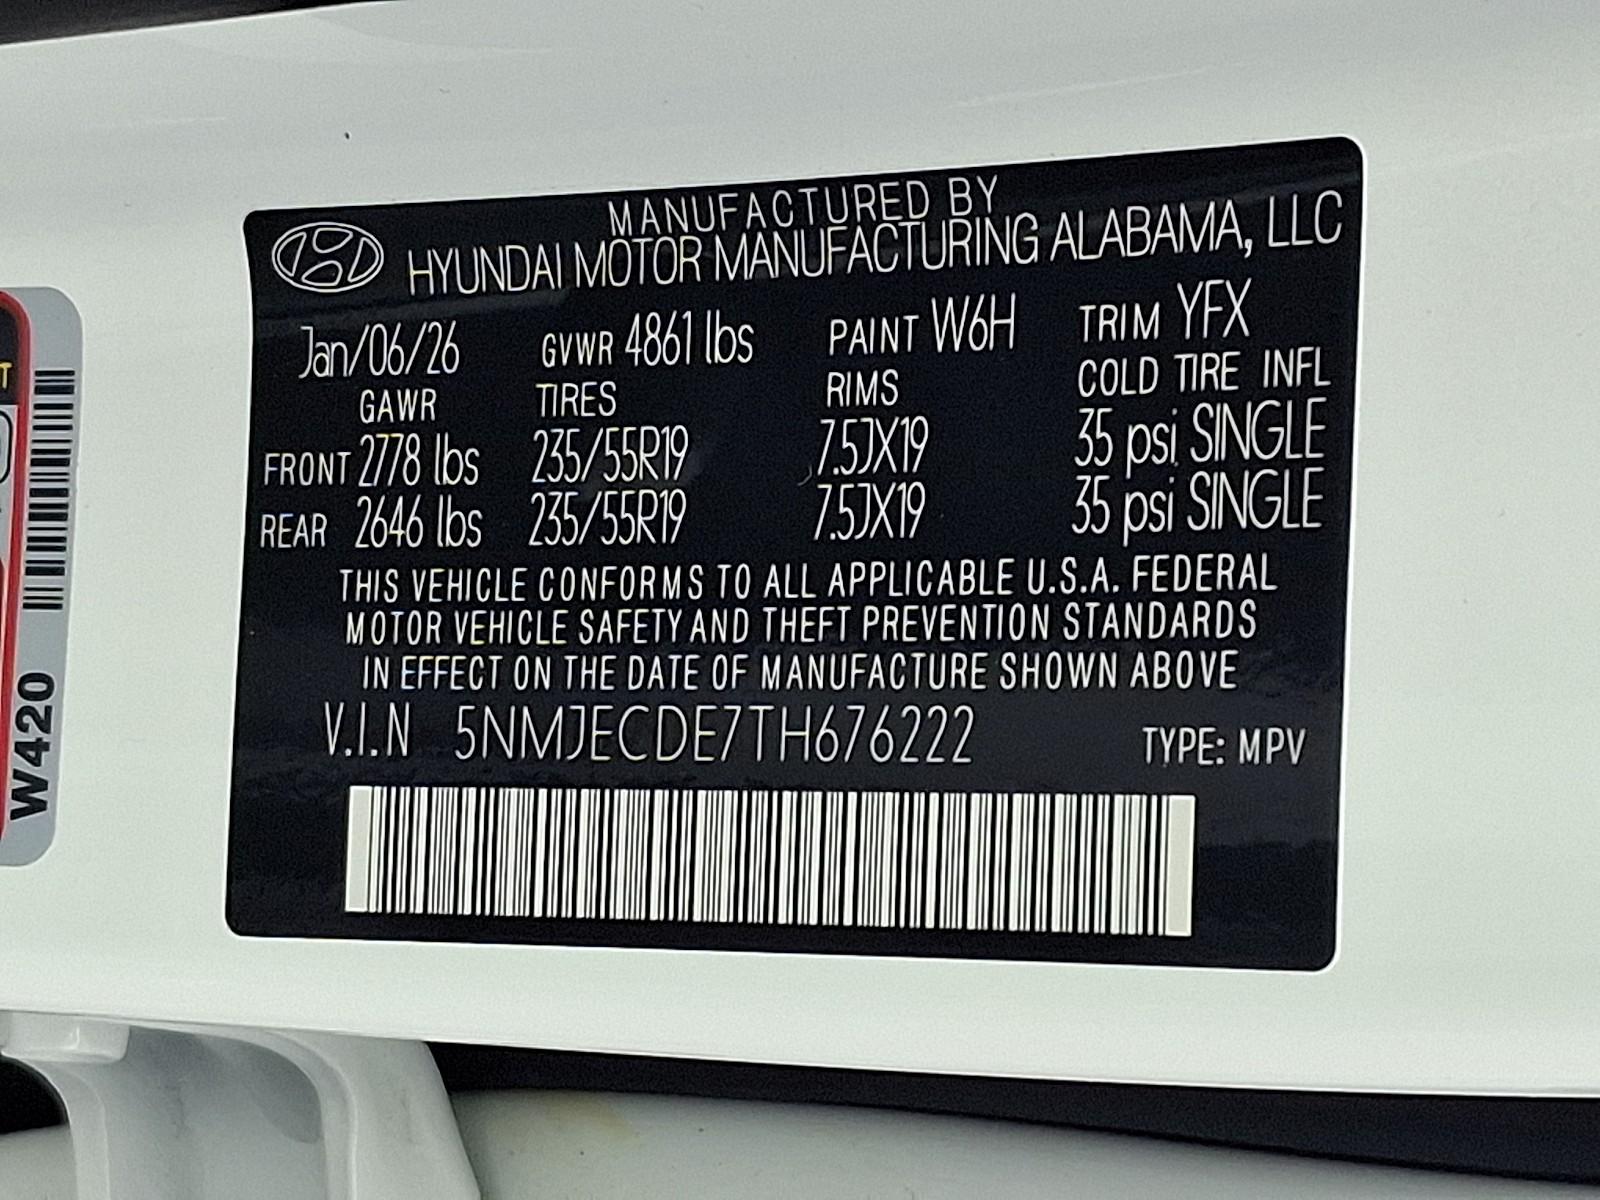 MANUFACTURED BY
HYUNDAI MOTOR MANUFACTURING ALABAMA, LLC
Jan/06/26 GVWR 4861 lbs PAINT W6H TRIM YFX
GAWR TIRES RIMS COLD TIRE INFL
FRONT 2778 lbs 235/55R19 7.5JX19 35 psi SINGLE
REAR 2646 lbs 235/55R19 7.5JX19 35 psi SINGLE
THIS VEHICLE CONFORMS TO ALL APPLICABLE U.S.A. FEDERAL
MOTOR VEHICLE SAFETY AND THEFT PREVENTION STANDARDS
IN EFFECT ON THE DATE OF MANUFACTURE SHOWN ABOVE
V.I.N 5NMJECDE7TH676222 TYPE: MPV
W420